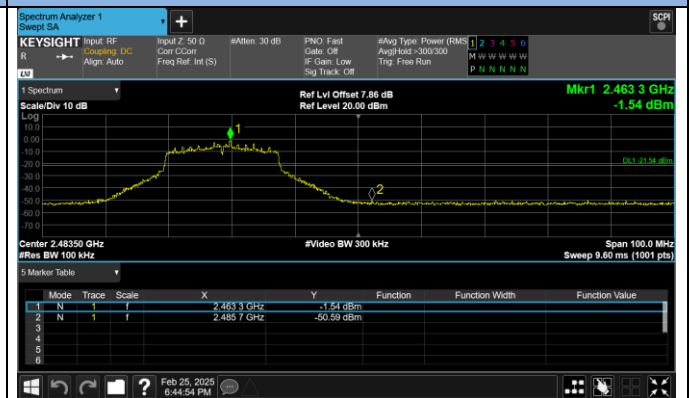 Spectrum Analyzer 1
Swept SA
+
SCPI
KEYSIGHT
R
LXI
Input: RF
Coupling: DC
Align: Auto
Input Z: 50 Ω
Corr CCorr
Freq Ref: Int (S)
#Atten: 30 dB
PNO: Fast
Gate: Off
IF Gain: Low
Sig Track: Off
#Avg Type: Power (RMS
Avg|Hold:>300/300
Trig: Free Run
1 2 3 4 5 6
M W W W W W
P N N N N N
1 Spectrum
Scale/Div 10 dB
Ref Lvl Offset 7.86 dB
Ref Level 20.00 dBm
Mkr1 2.463 3 GHz
-1.54 dBm
Log
10.0
0.00
-10.0
-20.0
-30.0
-40.0
-50.0
-60.0
-70.0
1
2
DL1 -21.54 dBm
Center 2.48350 GHz
#Video BW 300 kHz
Span 100.0 MHz
#Res BW 100 kHz
Sweep 9.60 ms (1001 pts)
5 Marker Table
Mode Trace Scale X Y Function Function Width Function Value
1 N 1 f 2.463 3 GHz -1.54 dBm
2 N 1 f 2.485 7 GHz -50.59 dBm
3
4
5
6
?
Feb 25, 2025
6:44:54 PM